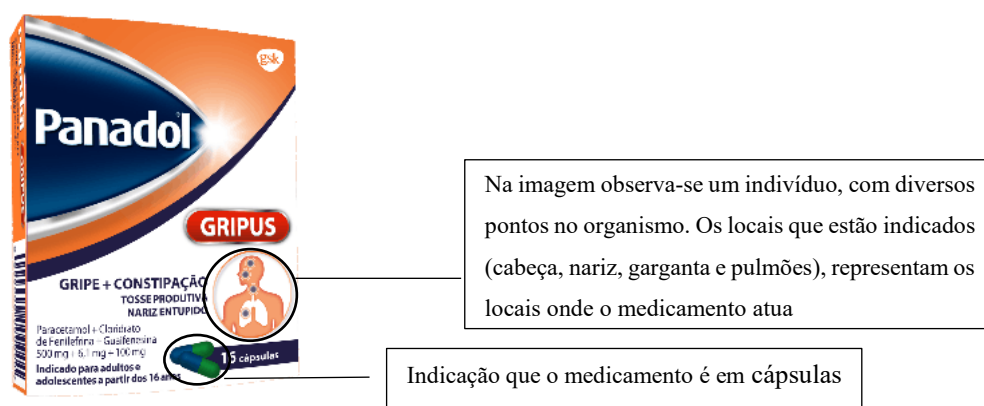 gsk
Panadol
GRIPUS
GRIPE + CONSTIPAÇÃO
TOSSE PRODUTIVA
NARIZ ENTUPIDO
Paracetamol + Cloridrato
de Fenilefrina + Guaifenesina
500 mg + 6,1 mg + 100 mg
Indicado para adultos e
adolescentes a partir dos 16 anos
16 cápsulas
Na imagem observa-se um indivíduo, com diversos
pontos no organismo. Os locais que estão indicados
(cabeça, nariz, garganta e pulmões), representam os
locais onde o medicamento atua
Indicação que o medicamento é em cápsulas